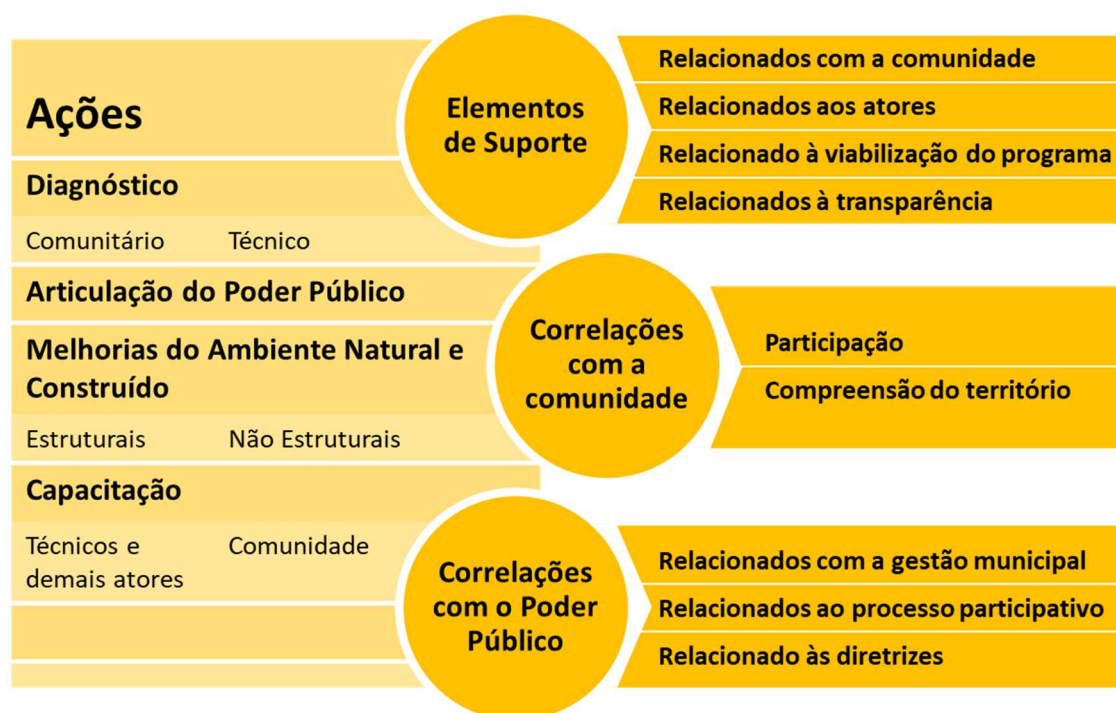 Ações
Diagnóstico
Comunitário Técnico
Articulação do Poder Público
Melhorias do Ambiente Natural e
Construído
Estruturais Não Estruturais
Capacitação
Técnicos e Comunidade
demais atores
Elementos
de Suporte
Relacionados com a comunidade
Relacionados aos atores
Relacionado à viabilização do programa
Relacionados à transparência
Correlações
com a
comunidade
Participação
Compreensão do território
Correlações
com o Poder
Público
Relacionados com a gestão municipal
Relacionados ao processo participativo
Relacionado às diretrizes